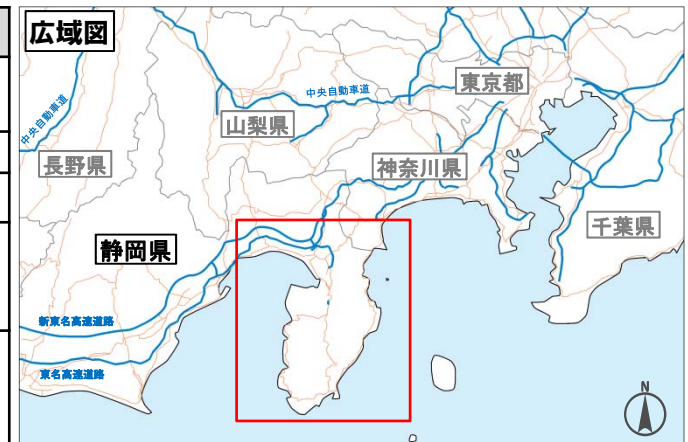 広域図
中央自動車道
東京都
山梨県
中央自動車道
長野県
神奈川県
千葉県
静岡県
新東名高速道路
東名高速道路
N